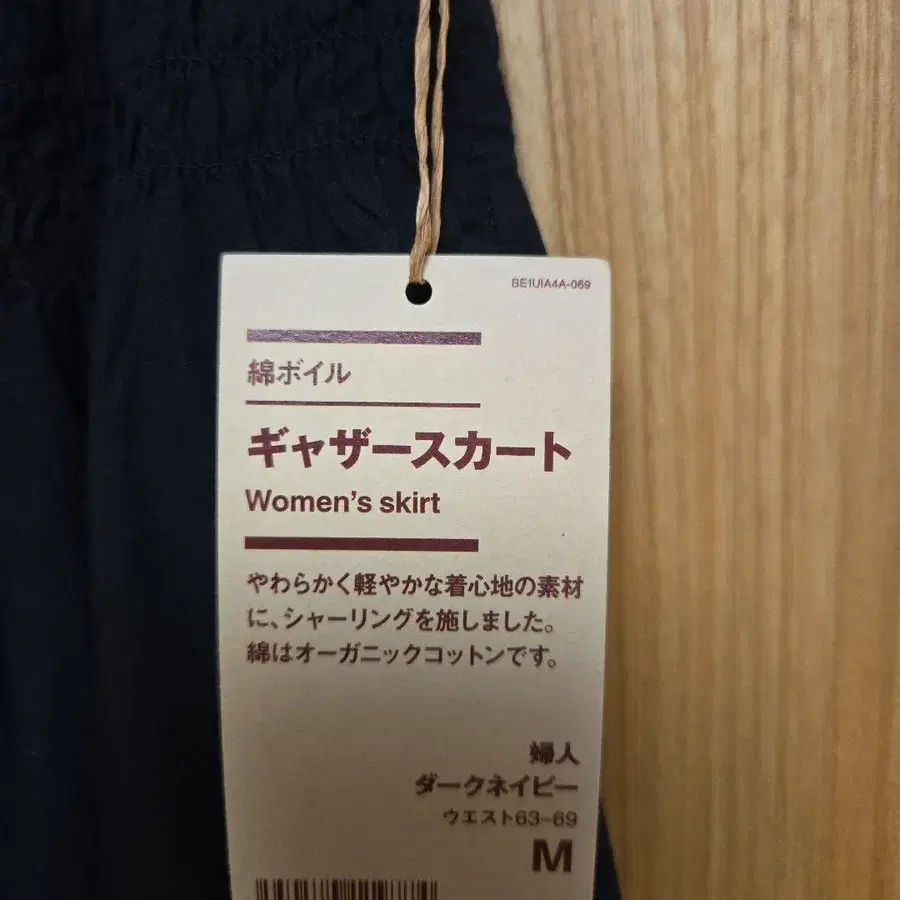 BE1UIA4A-069
綿ボイル
ギャザースカート
Women's skirt
やわらかく軽やかな着心地の素材
に、シャーリングを施しました。
綿はオーガニックコットンです。
婦人
ダークネイビー
ウエスト63-69
M